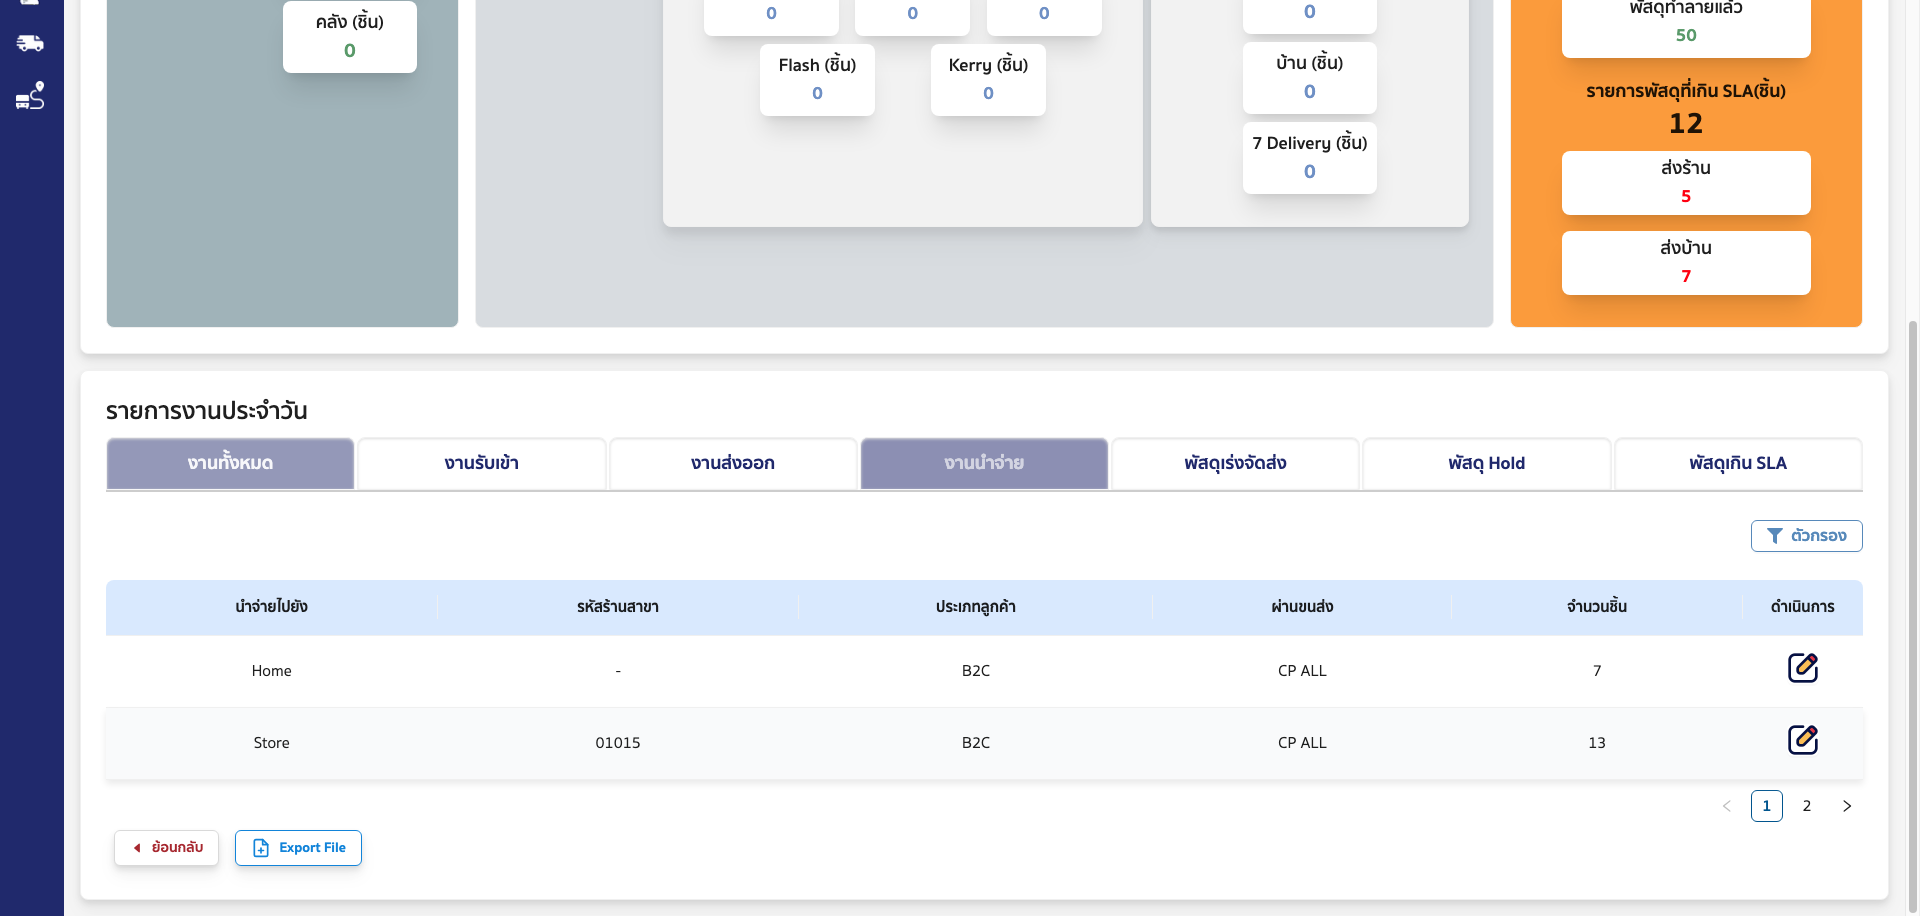 คลัง (ชิ้น)
0
0
0
0
Flash (ชิ้น)
0
Kerry (ชิ้น)
0
0
บ้าน (ชิ้น)
0
7 Delivery (ชิ้น)
0
พัสดุทำลายแล้ว
50
รายการพัสดุที่เกิน SLA(ชิ้น)
12
ส่งร้าน
5
ส่งบ้าน
7
รายการงานประจำวัน
งานทั้งหมด
งานรับเข้า
งานส่งออก
งานนำจ่าย
พัสดุเร่งจัดส่ง
พัสดุ Hold
พัสดุเกิน SLA
ตัวกรอง
นำจ่ายไปยัง รหัสร้านสาขา ประเภทลูกค้า ผ่านขนส่ง จำนวนชิ้น ดำเนินการ
Home - B2C CP ALL 7
Store 01015 B2C CP ALL 13
< 1 2 >
ย้อนกลับ
Export File